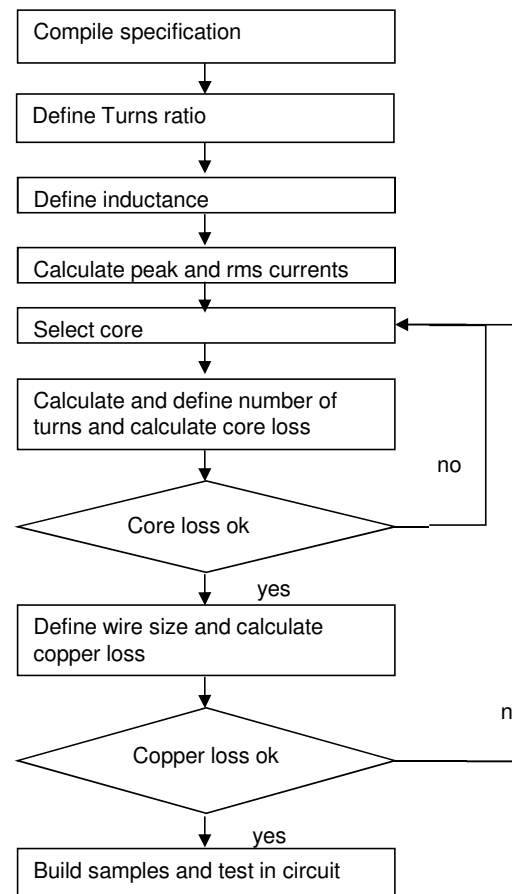 Compile specification
Define Turns ratio
Define inductance
Calculate peak and rms currents
Select core
Calculate and define number of
turns and calculate core loss
no
Core loss ok
yes
Define wire size and calculate
copper loss
n
Copper loss ok
yes
Build samples and test in circuit